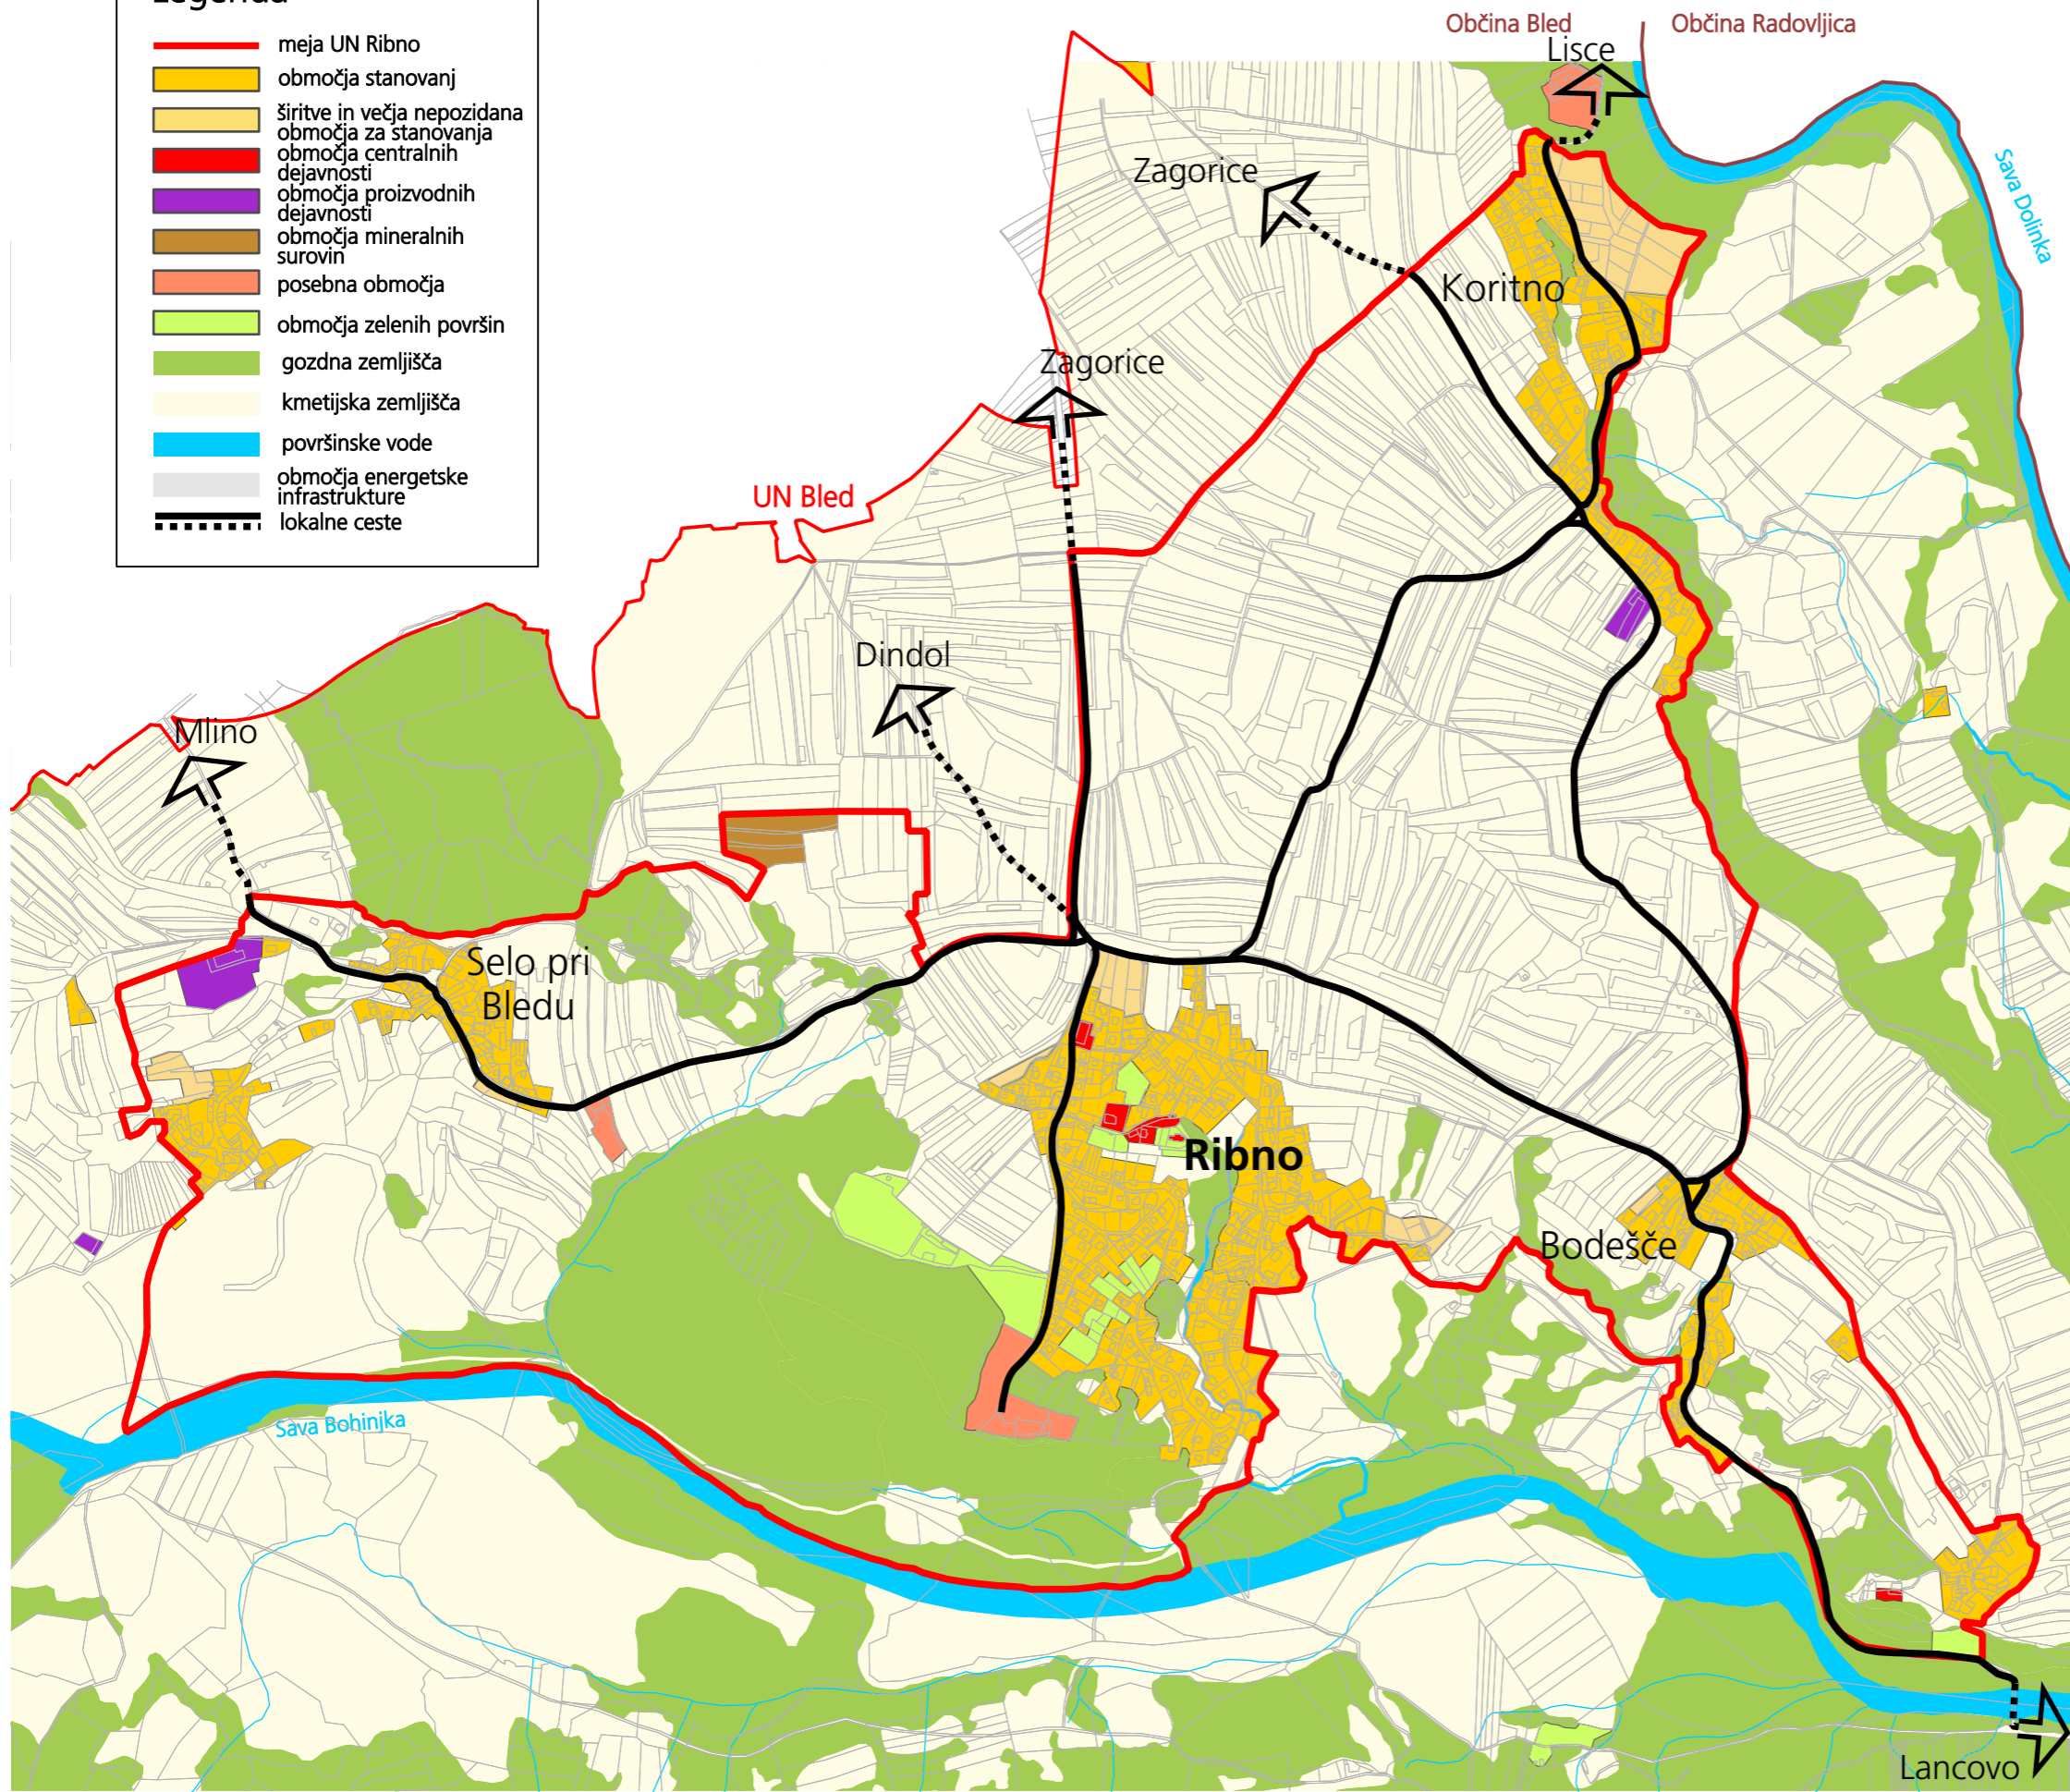 Legenda
meja UN Ribno
območja stanovanj
širitve in večja nepozidana
območja za stanovanja
območja centralnih
dejavnosti
območja proizvodnih
dejavnosti
območja mineralnih
surovin
posebna območja
območja zelenih površin
gozdna zemljišča
kmetijska zemljišča
površinske vode
območja energetske
infrastrukture
lokalne ceste
Občina Bled
Občina Radovljica
Lisce
Sava Dolinka
Zagorice
Koritno
Zagorice
UN Bled
Dindol
Mlino
Selo pri
Bledu
Ribno
Bodešče
Sava Bohinjka
Lancovo